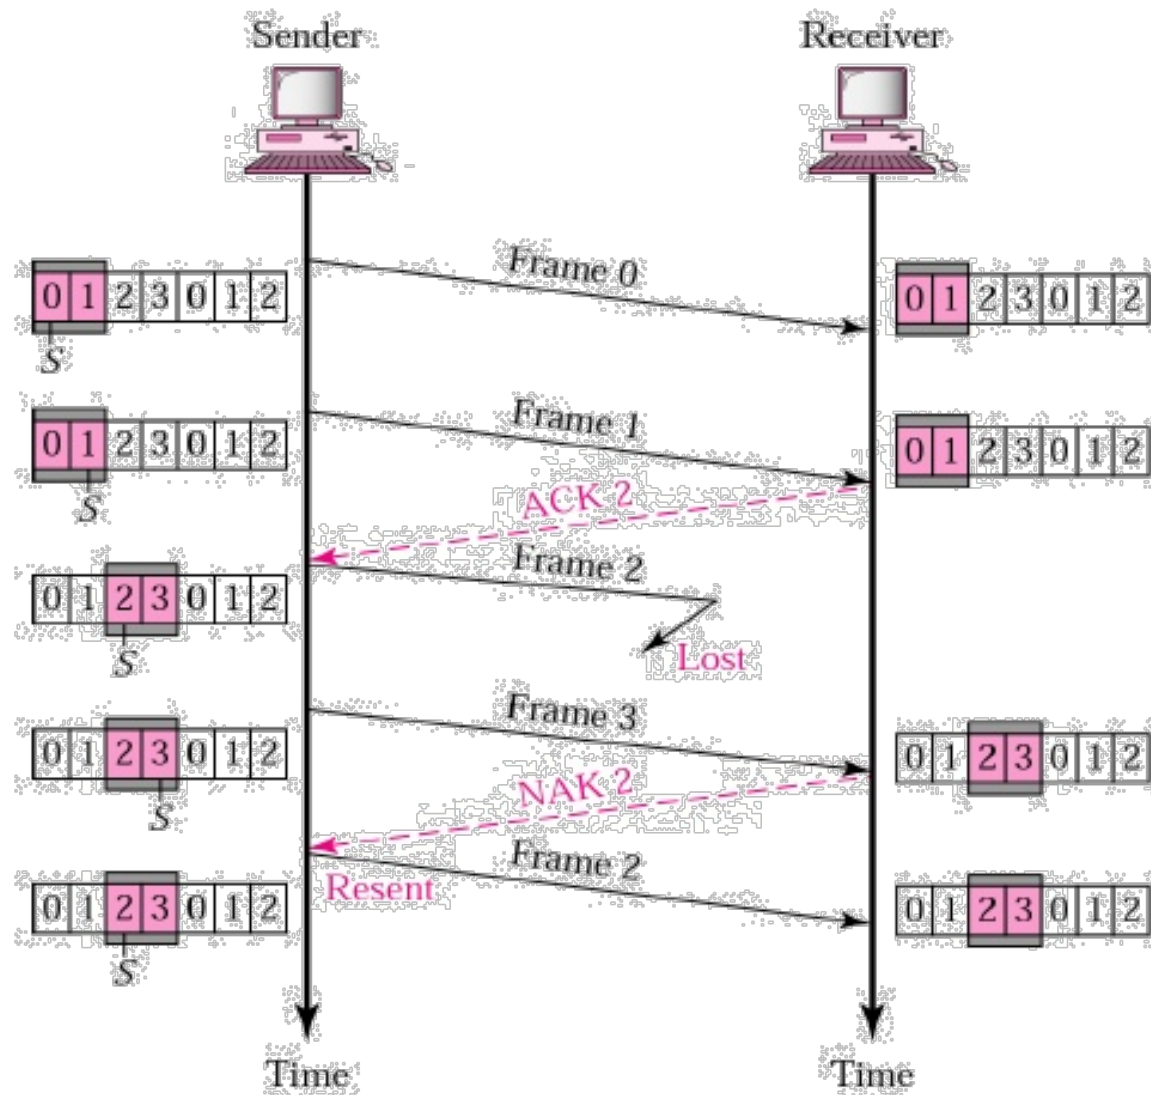 Sender Receiver
Frame 0
0 1 2 3 0 1 2 0 1 2 3 0 1 2
S
Frame 1
0 1 2 3 0 1 2 0 1 2 3 0 1 2
ACK 2
S
Frame 2
0 1 2 3 0 1 2
S
Lost
Frame 3
0 1 2 3 0 1 2 0 1 2 3 0 1 2
NAK 2
S
Frame 2
Resent
0 1 2 3 0 1 2 0 1 2 3 0 1 2
S
Time Time